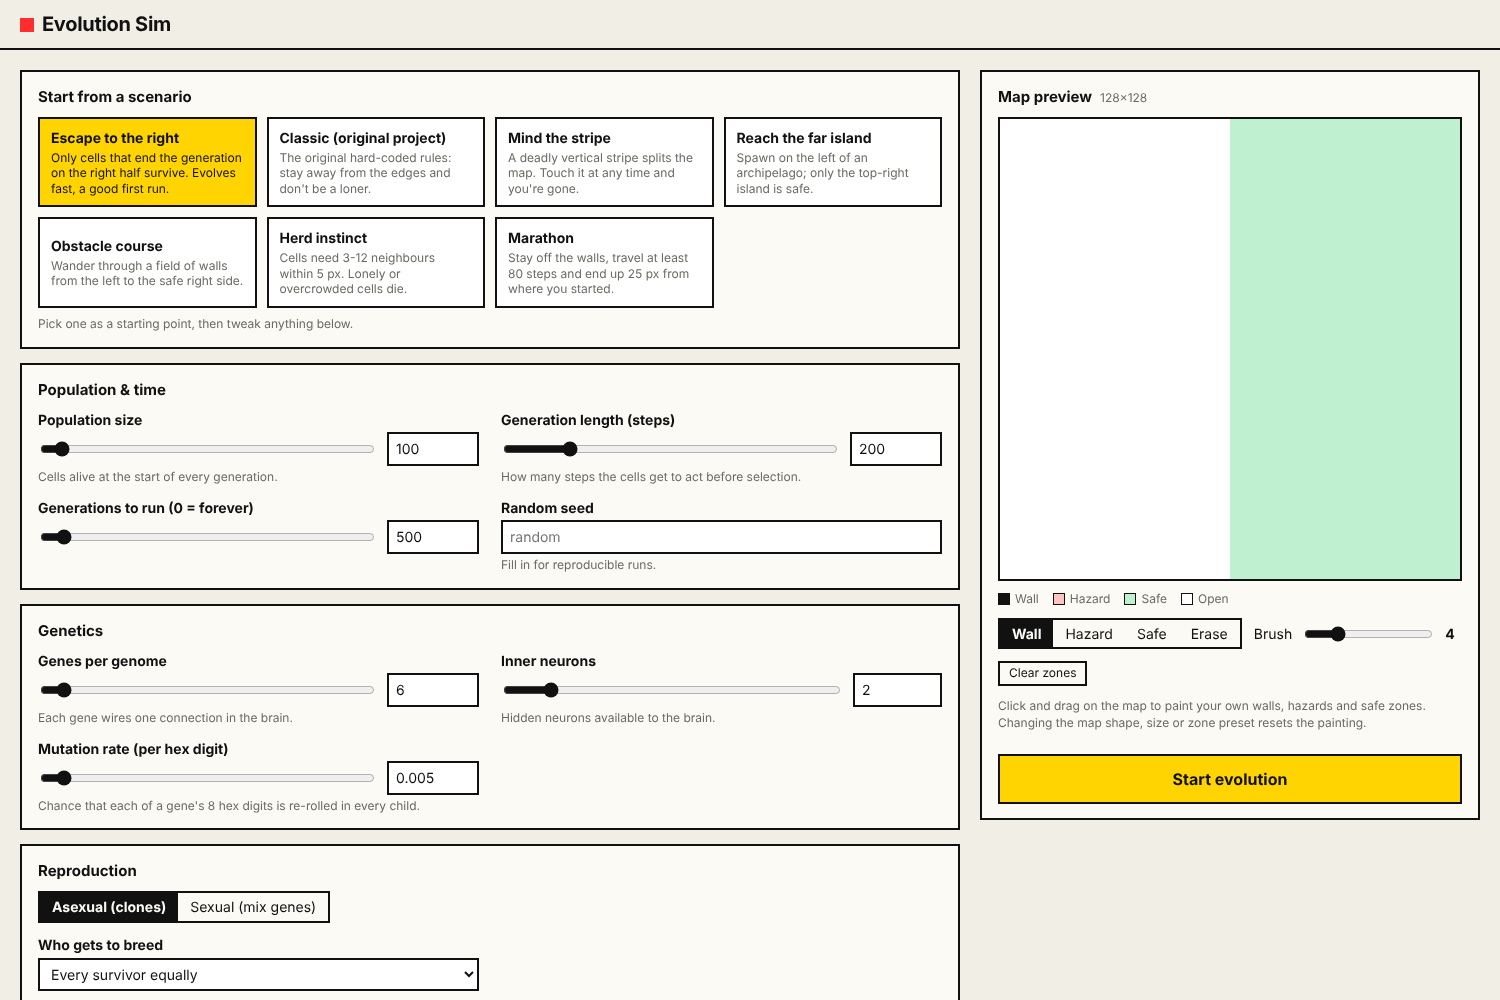 Evolution Sim
Start from a scenario
Escape to the right
Only cells that end the generation
on the right half survive. Evolves
fast, a good first run.
Classic (original project)
The original hard-coded rules:
stay away from the edges and
don't be a loner.
Mind the stripe
A deadly vertical stripe splits the
map. Touch it at any time and
you're gone.
Reach the far island
Spawn on the left of an
archipelago; only the top-right
island is safe.
Obstacle course
Wander through a field of walls
from the left to the safe right side.
Herd instinct
Cells need 3-12 neighbours
within 5 px. Lonely or
overcrowded cells die.
Marathon
Stay off the walls, travel at least
80 steps and end up 25 px from
where you started.
Pick one as a starting point, then tweak anything below.
Population & time
Population size
100
Cells alive at the start of every generation.
Generation length (steps)
200
How many steps the cells get to act before selection.
Generations to run (0 = forever)
500
Random seed
random
Fill in for reproducible runs.
Genetics
Genes per genome
6
Each gene wires one connection in the brain.
Inner neurons
2
Hidden neurons available to the brain.
Mutation rate (per hex digit)
0.005
Chance that each of a gene's 8 hex digits is re-rolled in every child.
Reproduction
Asexual (clones) Sexual (mix genes)
Who gets to breed
Every survivor equally
Map preview 128×128
Wall Hazard Safe Open
Wall Hazard Safe Erase Brush 4
Clear zones
Click and drag on the map to paint your own walls, hazards and safe zones.
Changing the map shape, size or zone preset resets the painting.
Start evolution